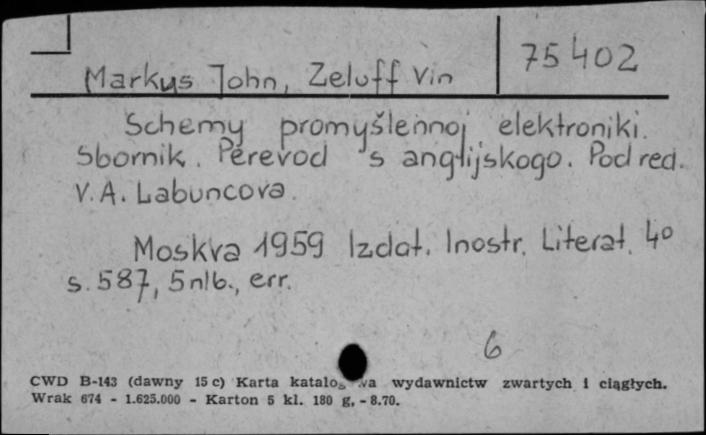 75402
Markus John, Zeluff Vin
Schemy promyšlennoj elektroniki.
Sbornik. Perevod s anglijskogo. Pod red.
V. A. Labuncova.
Moskva 1959 Izdat. Inostr. Literat. 4°
s. 587, 5 nlb., err.
6
CWD B-143 (dawny 15 c) Karta wydawnictw zwartych i ciągłych.
Wrak 674 - 1.625.000 - Karton 5 kl. 180 g, - 8.70.